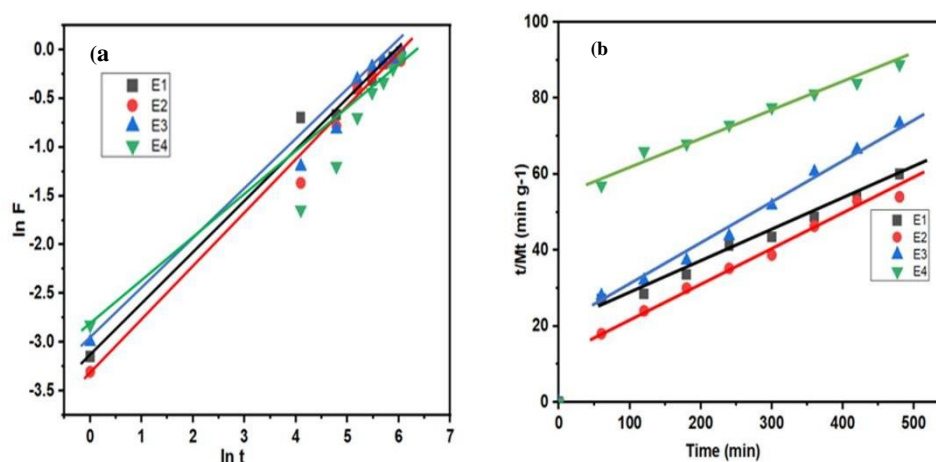 (a
E1
E2
E3
E4
ln F
0.0
-0.5
-1.0
-1.5
-2.0
-2.5
-3.0
-3.5
0 1 2 3 4 5 6 7
ln t
(b)
E1
E2
E3
E4
t/Mt (min g-1)
100
80
60
40
20
0
0 100 200 300 400 500
Time (min)